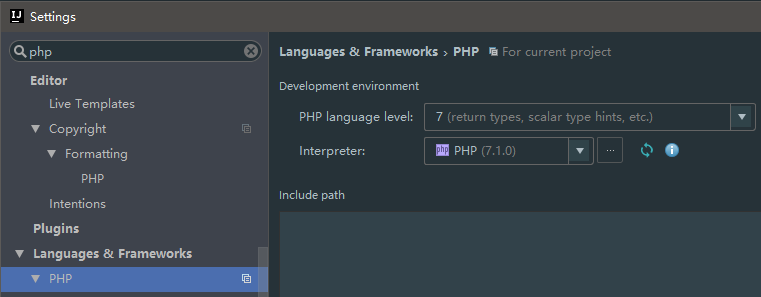 IJ Settings
php
Editor
Live Templates
Copyright
Formatting
PHP
Intentions
Plugins
Languages & Frameworks
PHP
Languages & Frameworks › PHP For current project
Development environment
PHP language level: 7 (return types, scalar type hints, etc.)
Interpreter: php PHP (7.1.0) ...
Include path